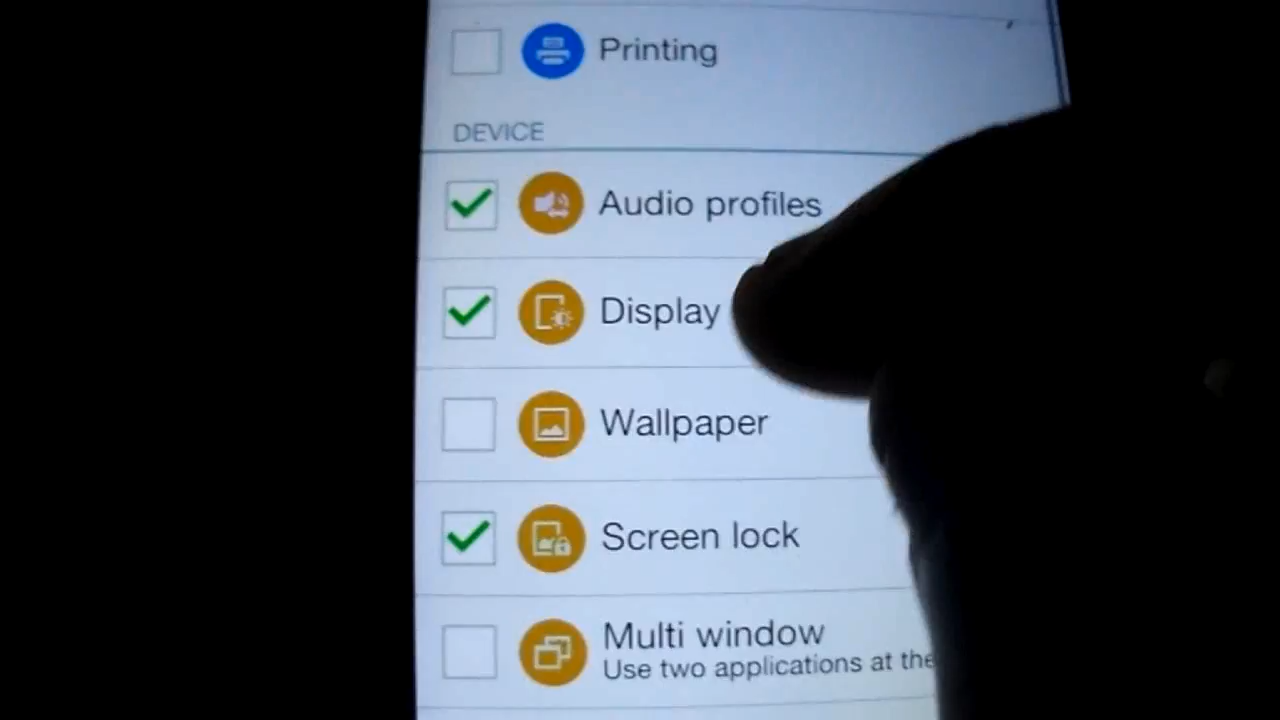 Printing
DEVICE
Audio profiles
Display
Wallpaper
Screen lock
Multi window
Use two applications at the